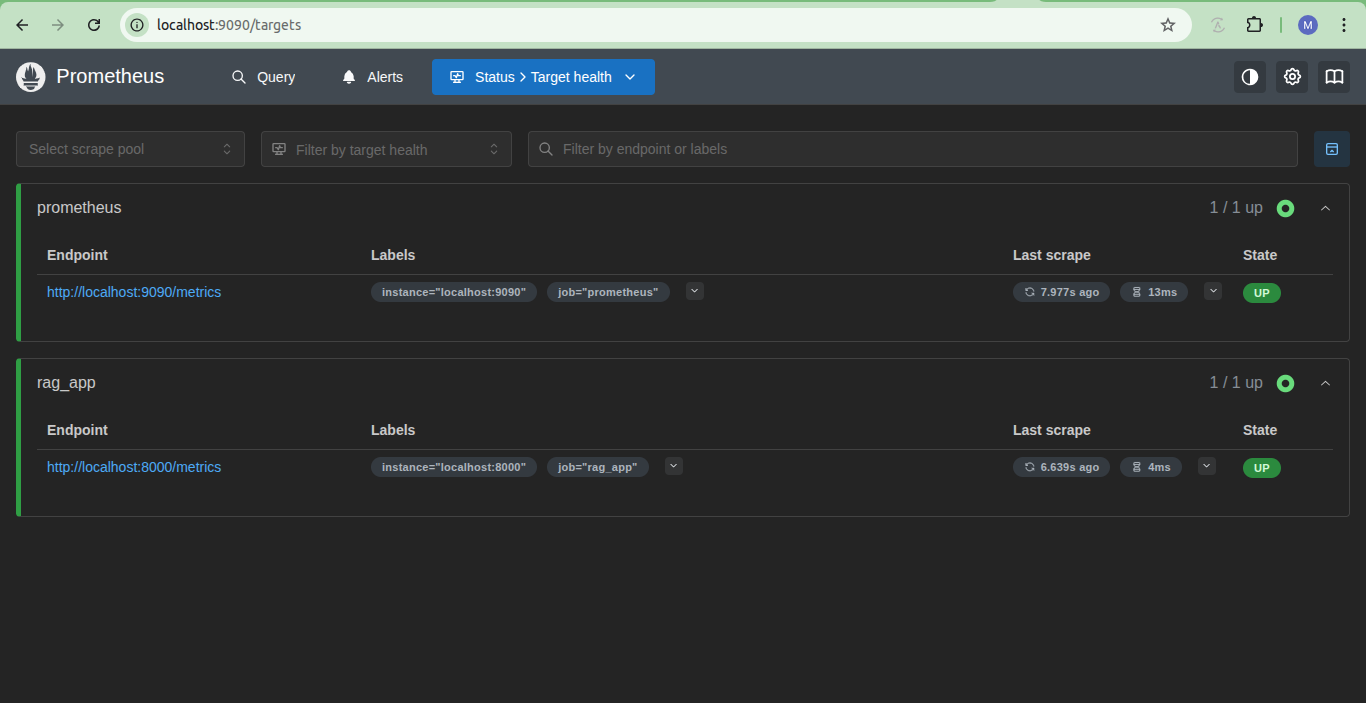 localhost:9090/targets
M
Prometheus Query Alerts Status > Target health
Select scrape pool Filter by target health Filter by endpoint or labels
prometheus 1 / 1 up
Endpoint Labels Last scrape State
http://localhost:9090/metrics instance="localhost:9090" job="prometheus" 7.977s ago 13ms UP
rag_app 1 / 1 up
Endpoint Labels Last scrape State
http://localhost:8000/metrics instance="localhost:8000" job="rag_app" 6.639s ago 4ms UP